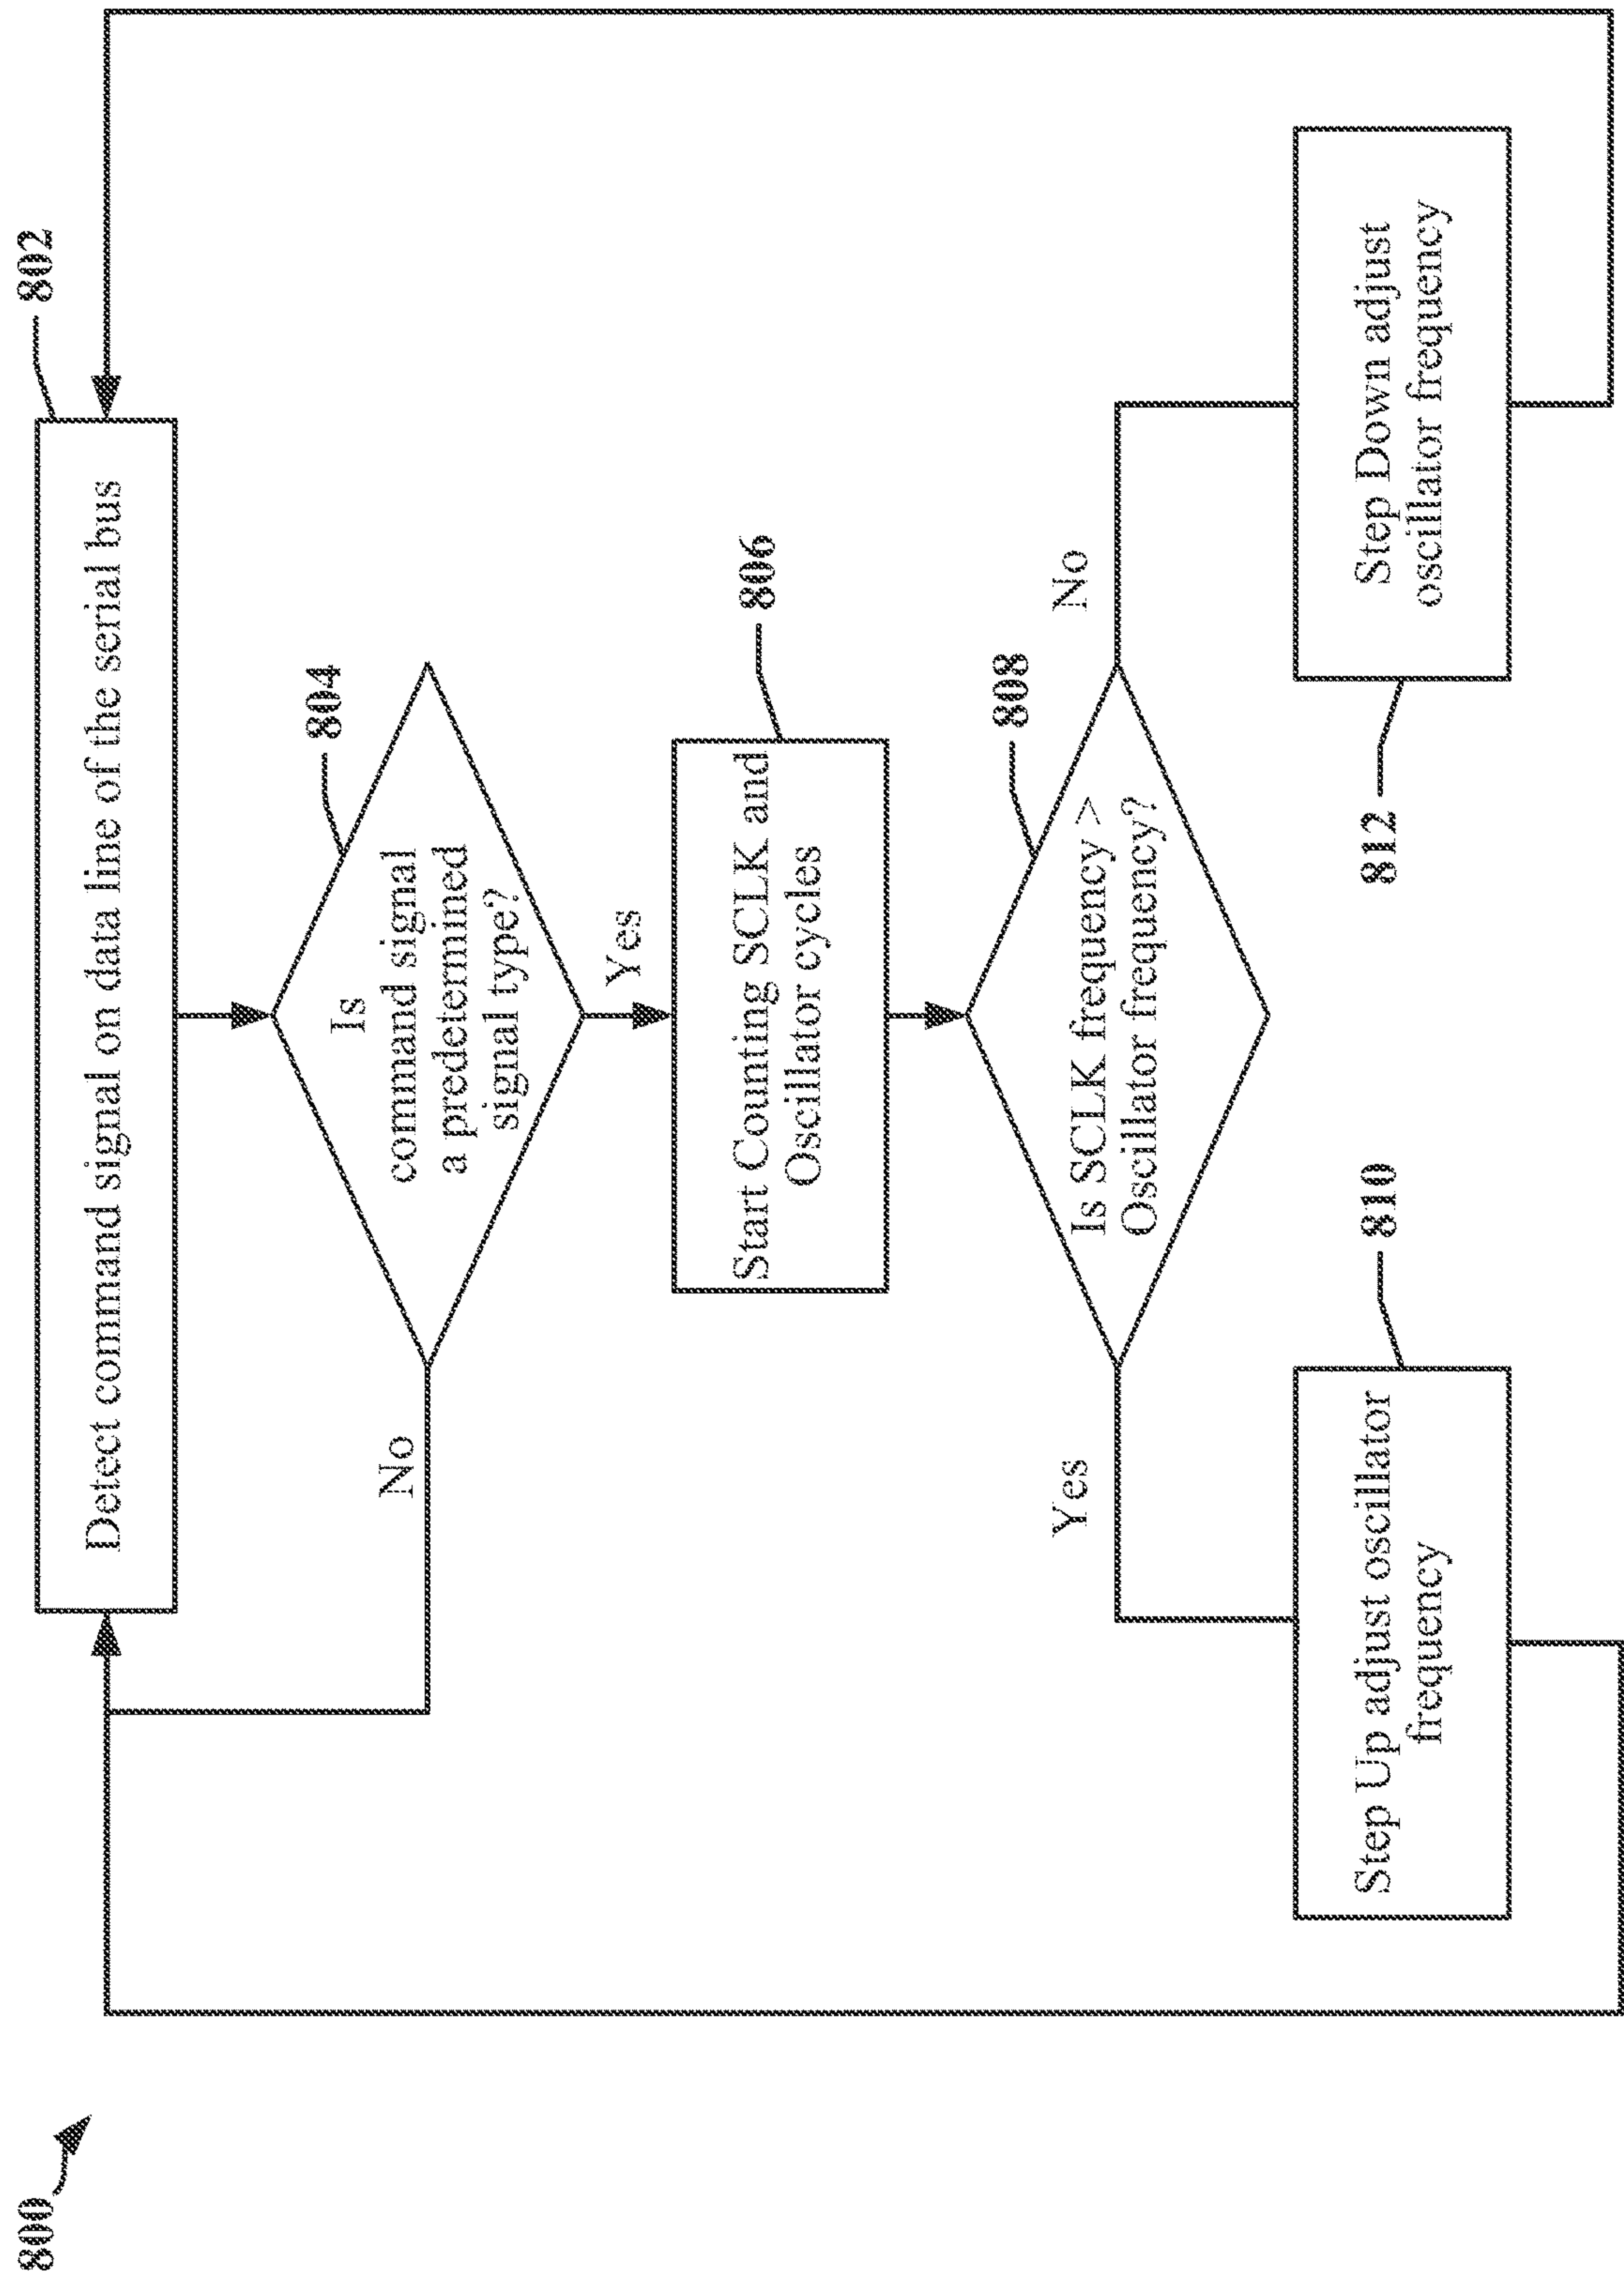 800
802
Detect command signal on data line of the serial bus
804
Is
command signal
a predetermined
signal type?
No
Yes
806
Start Counting SCLK and
Oscillator cycles
808
Is SCLK frequency >
Oscillator frequency?
Yes
No
810
Step Up adjust oscillator
frequency
812
Step Down adjust
oscillator frequency